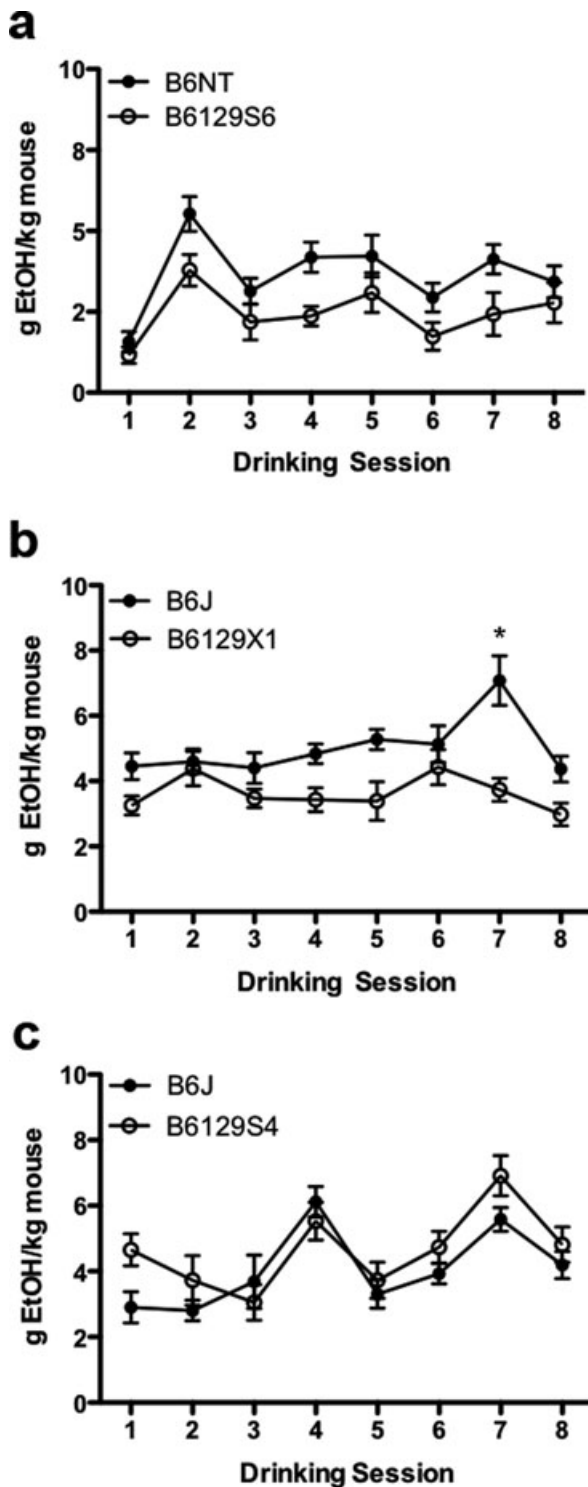 a
10
8
5
2
0
g EtOH/kg mouse
B6NT
B6129S6
1 2 3 4 5 6 7 8
Drinking Session
b
10
8
6
4
2
0
g EtOH/kg mouse
B6J
B6129X1
*
1 2 3 4 5 6 7 8
Drinking Session
c
10
8
6
4
2
0
g EtOH/kg mouse
B6J
B6129S4
1 2 3 4 5 6 7 8
Drinking Session